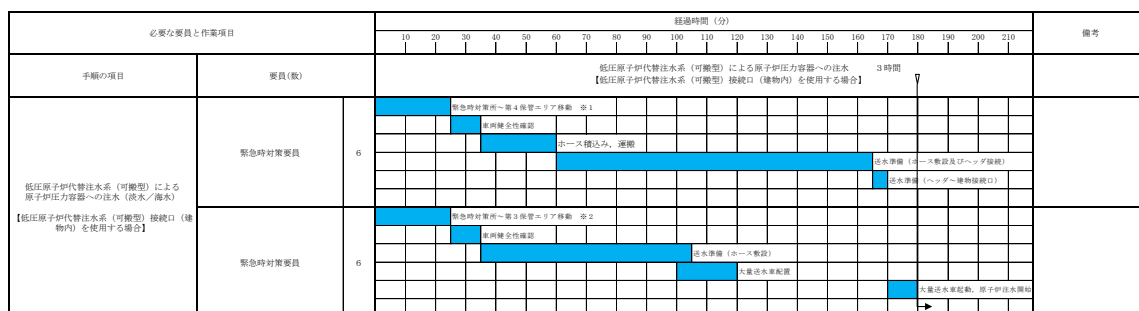 必要な要員と作業項目
経過時間（分）
備考
10 20 30 40 50 60 70 80 90 100 110 120 130 140 150 160 170 180 190 200 210
手順の項目
要員(数)
低圧原子炉代替注水系（可搬型）による原子炉圧力容器への注水　３時間
【低圧原子炉代替注水系（可搬型）接続口（建物内）を使用する場合】
低圧原子炉代替注水系（可搬型）による
原子炉圧力容器への注水（淡水／海水）
【低圧原子炉代替注水系（可搬型）接続口（建
物内）を使用する場合】
緊急時対策要員
6
緊急時対策所～第４保管エリア移動　※１
車両健全性確認
ホース積込み，運搬
送水準備（ホース敷設及びヘッダ接続）
送水準備（ヘッダ～建物接続口）
緊急時対策要員
6
緊急時対策所～第３保管エリア移動　※２
車両健全性確認
送水準備（ホース敷設）
大量送水車配置
大量送水車起動，原子炉注水開始